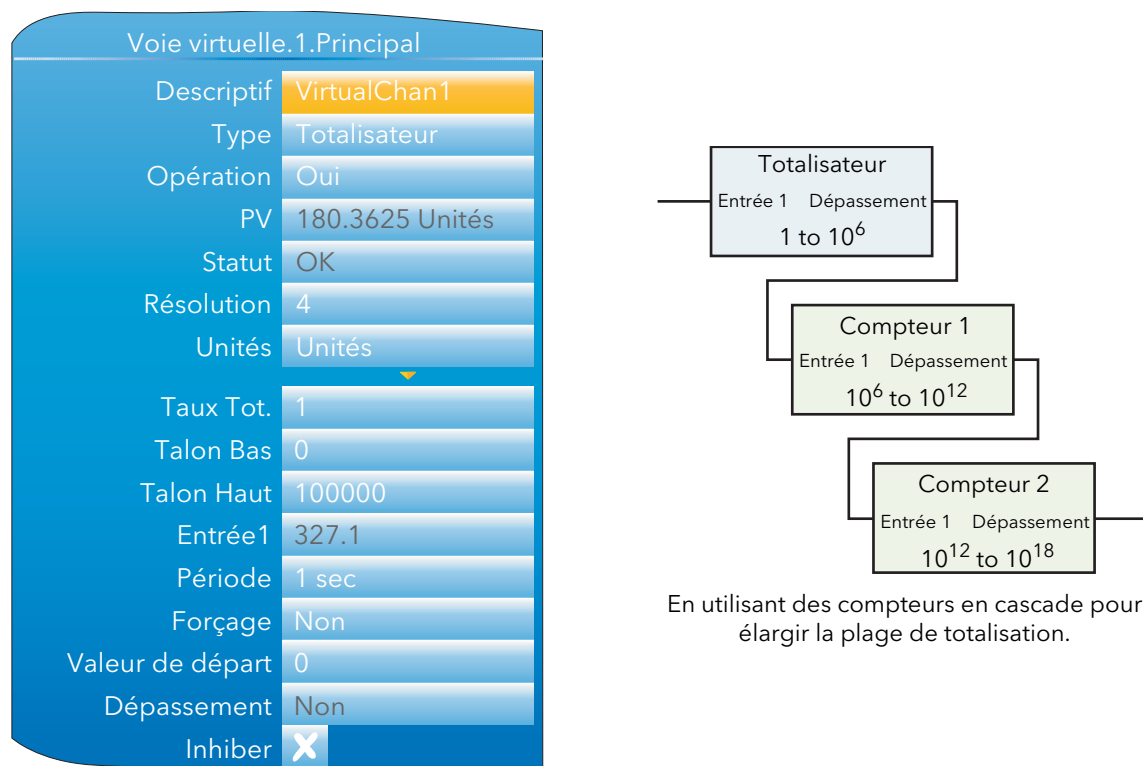 Voie virtuelle.1.Principal
Descriptif VirtualChan1
Type Totalisateur
Opération Oui
PV 180.3625 Unités
Statut OK
Résolution 4
Unités Unités
Taux Tot. 1
Talon Bas 0
Talon Haut 100000
Entrée1 327.1
Période 1 sec
Forçage Non
Valeur de départ 0
Dépassement Non
Inhiber X
Totalisateur
Entrée 1 Dépassement
1 to 10⁶
Compteur 1
Entrée 1 Dépassement
10⁶ to 10¹²
Compteur 2
Entrée 1 Dépassement
10¹² to 10¹⁸
En utilisant des compteurs en cascade pour
élargir la plage de totalisation.